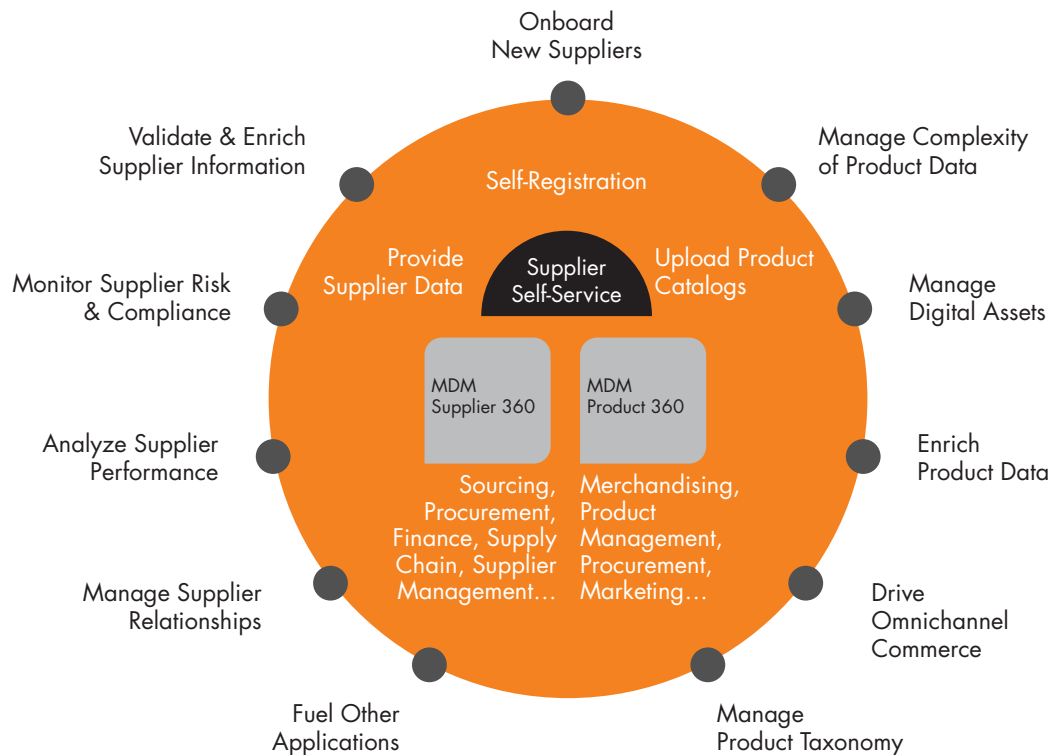 Onboard
New Suppliers
Validate & Enrich
Supplier Information
Manage Complexity
of Product Data
Self-Registration
Provide
Supplier Data
Supplier
Self-Service
Upload Product
Catalogs
Monitor Supplier Risk
& Compliance
Manage
Digital Assets
MDM
Supplier 360
MDM
Product 360
Analyze Supplier
Performance
Enrich
Product Data
Sourcing,
Procurement,
Finance, Supply
Chain, Supplier
Management…
Merchandising,
Product
Management,
Procurement,
Marketing…
Manage Supplier
Relationships
Drive
Omnichannel
Commerce
Fuel Other
Applications
Manage
Product Taxonomy